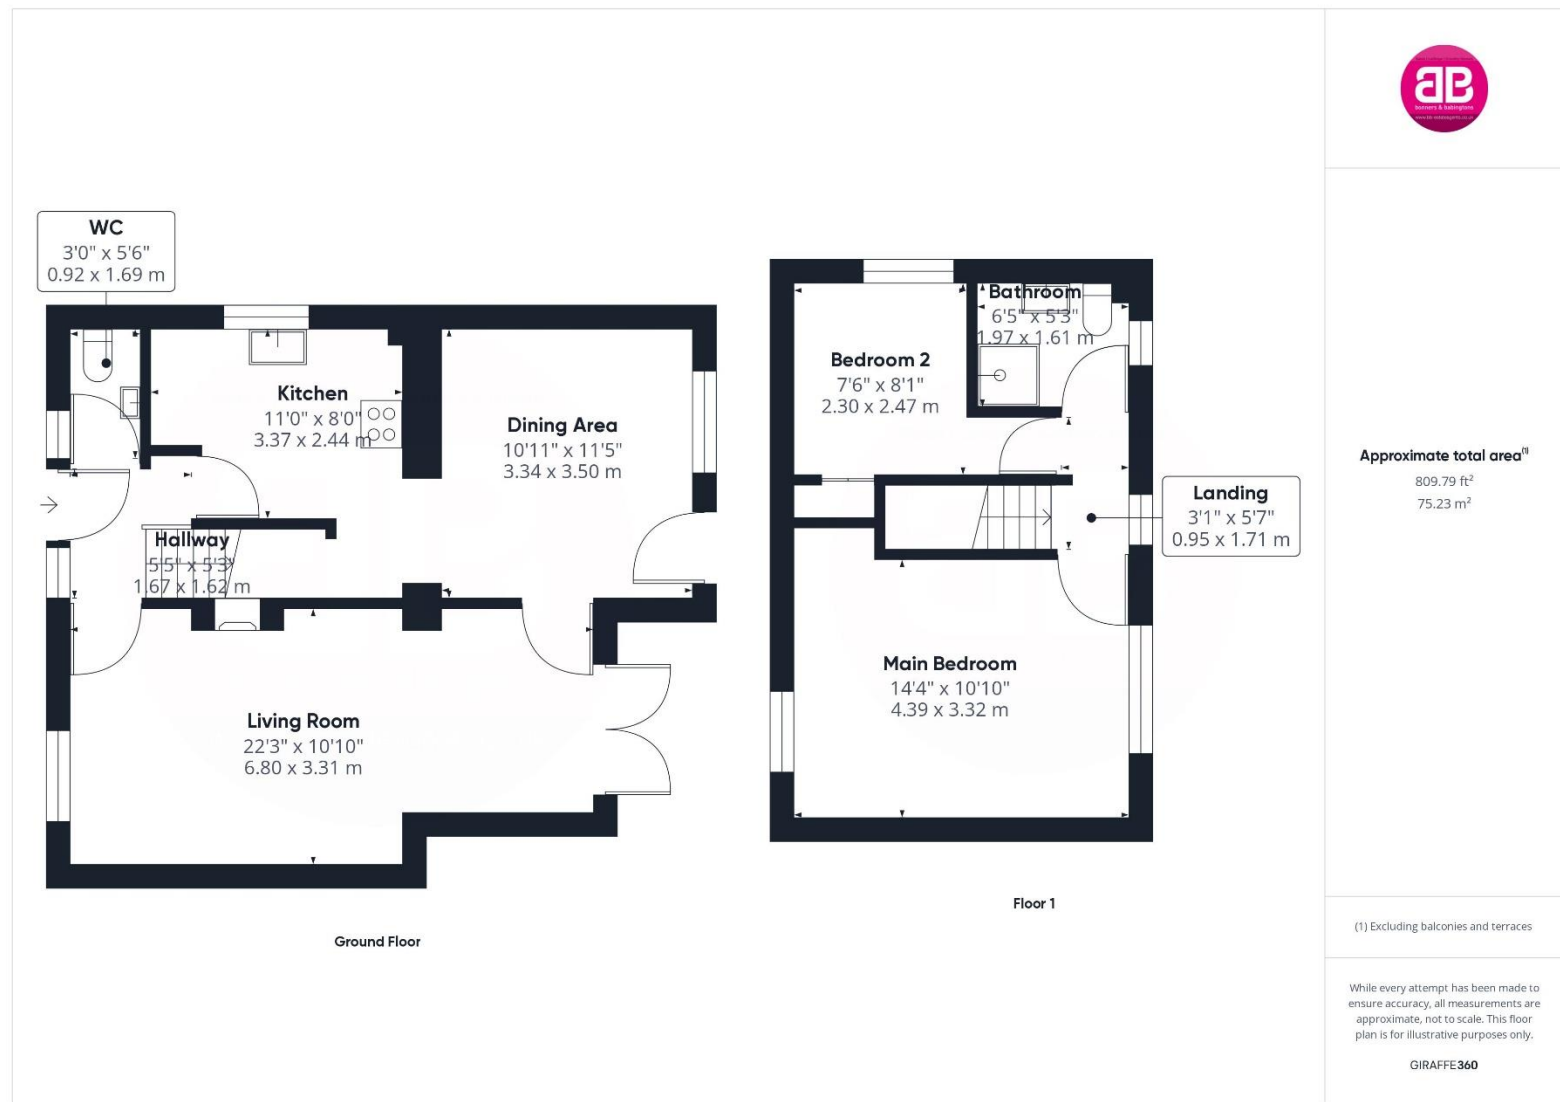 WC
3'0" x 5'6"
0.92 x 1.69 m
Kitchen
11'0" x 8'0"
3.37 x 2.44 m
Dining Area
10'11" x 11'5"
3.34 x 3.50 m
Hallway
5'5" x 5'3"
1.67 x 1.62 m
Living Room
22'3" x 10'10"
6.80 x 3.31 m
Ground Floor
Bathroom
6'5" x 5'3"
1.97 x 1.61 m
Bedroom 2
7'6" x 8'1"
2.30 x 2.47 m
Landing
3'1" x 5'7"
0.95 x 1.71 m
Main Bedroom
14'4" x 10'10"
4.39 x 3.32 m
Floor 1
BB
bonners & babingtons
Approximate total area(1)
809.79 ft²
75.23 m²
(1) Excluding balconies and terraces
While every attempt has been made to
ensure accuracy, all measurements are
approximate, not to scale. This floor
plan is for illustrative purposes only.
GIRAFFE360